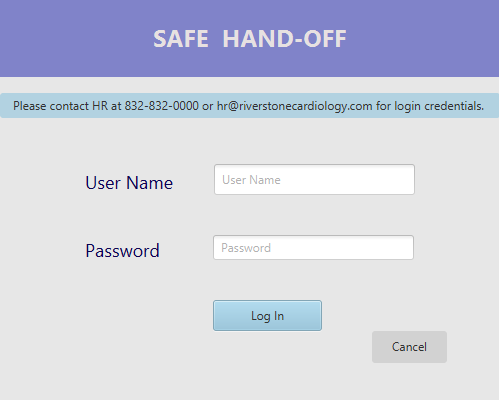 SAFE HAND-OFF
Please contact HR at 832-832-0000 or hr@riverstonecardiology.com for login credentials.
User Name
User Name
Password
Password
Log In
Cancel